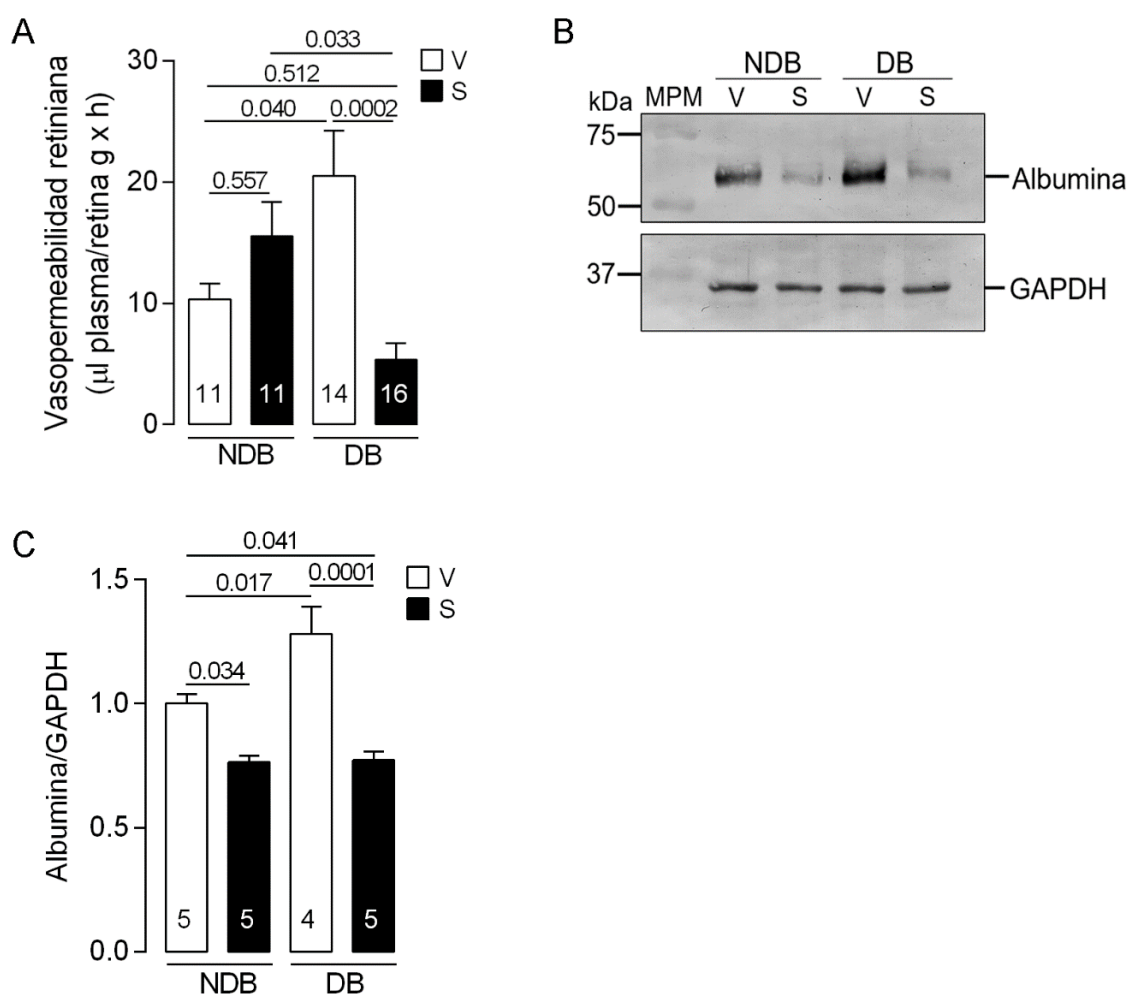 A
Vasopermeabilidad retiniana
(µl plasma/retina g x h)
30
20
10
0
0.033
0.512
0.040
0.0002
0.557
V
S
11
11
14
16
NDB
DB
B
NDB
DB
kDa
MPM
V
S
V
S
75
50
37
Albumina
GAPDH
C
Albumina/GAPDH
1.5
1.0
0.5
0.0
0.041
0.017
0.0001
0.034
V
S
5
5
4
5
NDB
DB